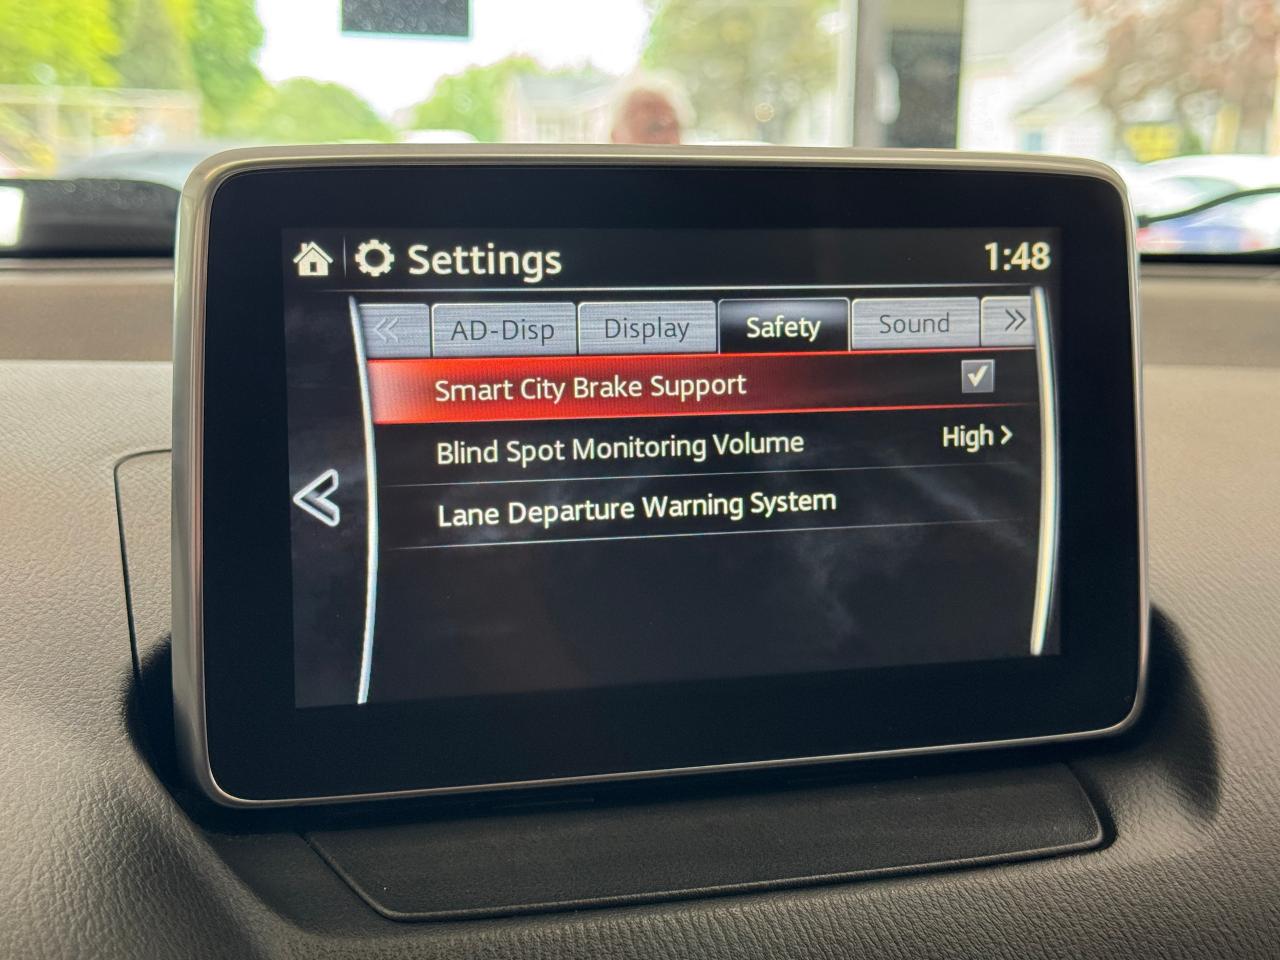 Settings
1:48
AD-Disp
Display
Safety
Sound
Smart City Brake Support
Blind Spot Monitoring Volume
High
Lane Departure Warning System